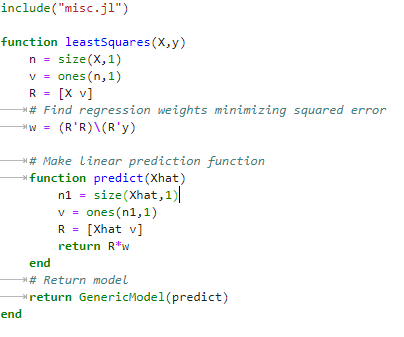 include("misc.jl")

function leastSquares(X,y)
    n = size(X,1)
    v = ones(n,1)
    R = [X v]
    # Find regression weights minimizing squared error
    w = (R'R)\(R'y)

    # Make linear prediction function
    function predict(Xhat)
        n1 = size(Xhat,1)
        v = ones(n1,1)
        R = [Xhat v]
        return R*w
    end
    # Return model
    return GenericModel(predict)
end